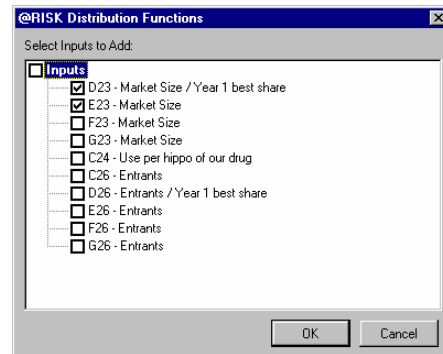 @RISK Distribution Functions
Select Inputs to Add:
Inputs
D23 - Market Size / Year 1 best share
E23 - Market Size
F23 - Market Size
G23 - Market Size
C24 - Use per hippo of our drug
C26 - Entrants
D26 - Entrants / Year 1 best share
E26 - Entrants
F26 - Entrants
G26 - Entrants
OK Cancel